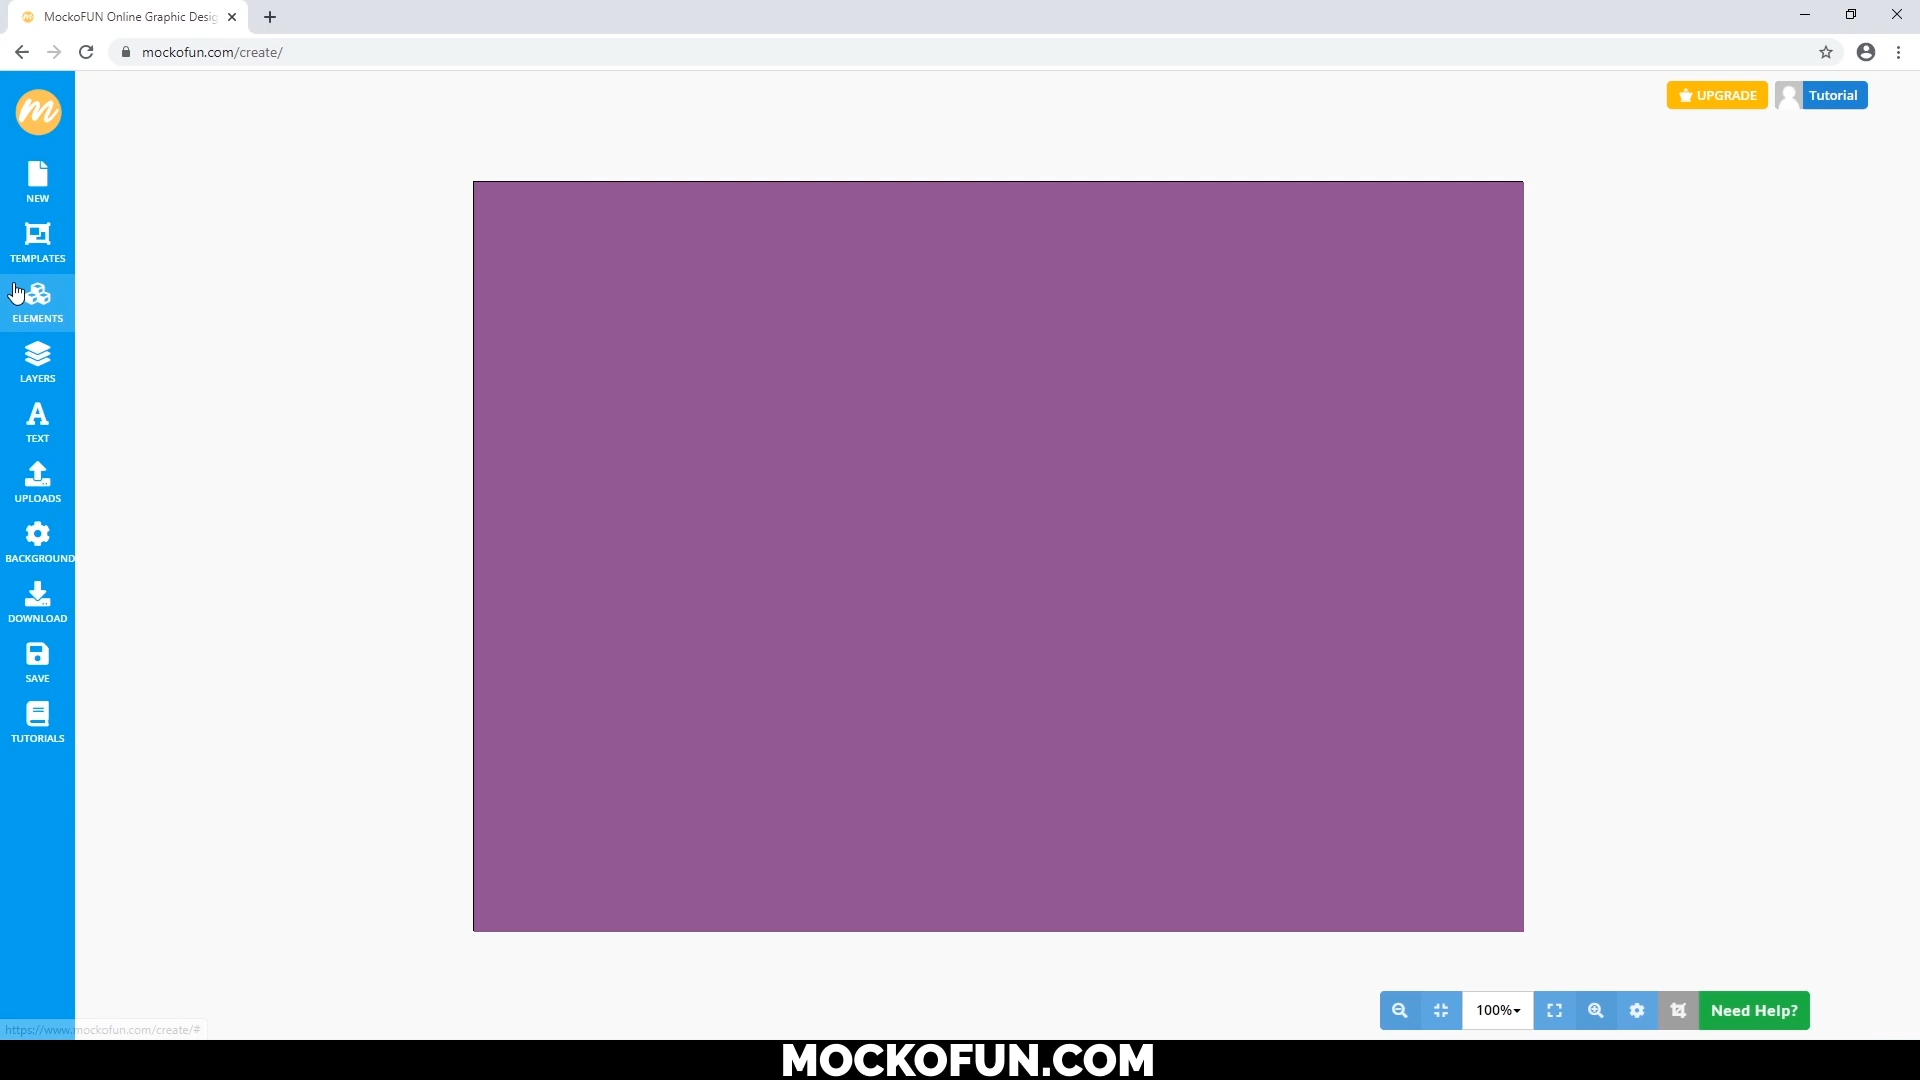 MockoFUN Online Graphic Desig
mockofun.com/create/
UPGRADE
Tutorial
NEW
TEMPLATES
ELEMENTS
LAYERS
TEXT
UPLOADS
BACKGROUND
DOWNLOAD
SAVE
TUTORIALS
100%
Need Help?
https://www.mockofun.com/create/#
MOCKOFUN.COM